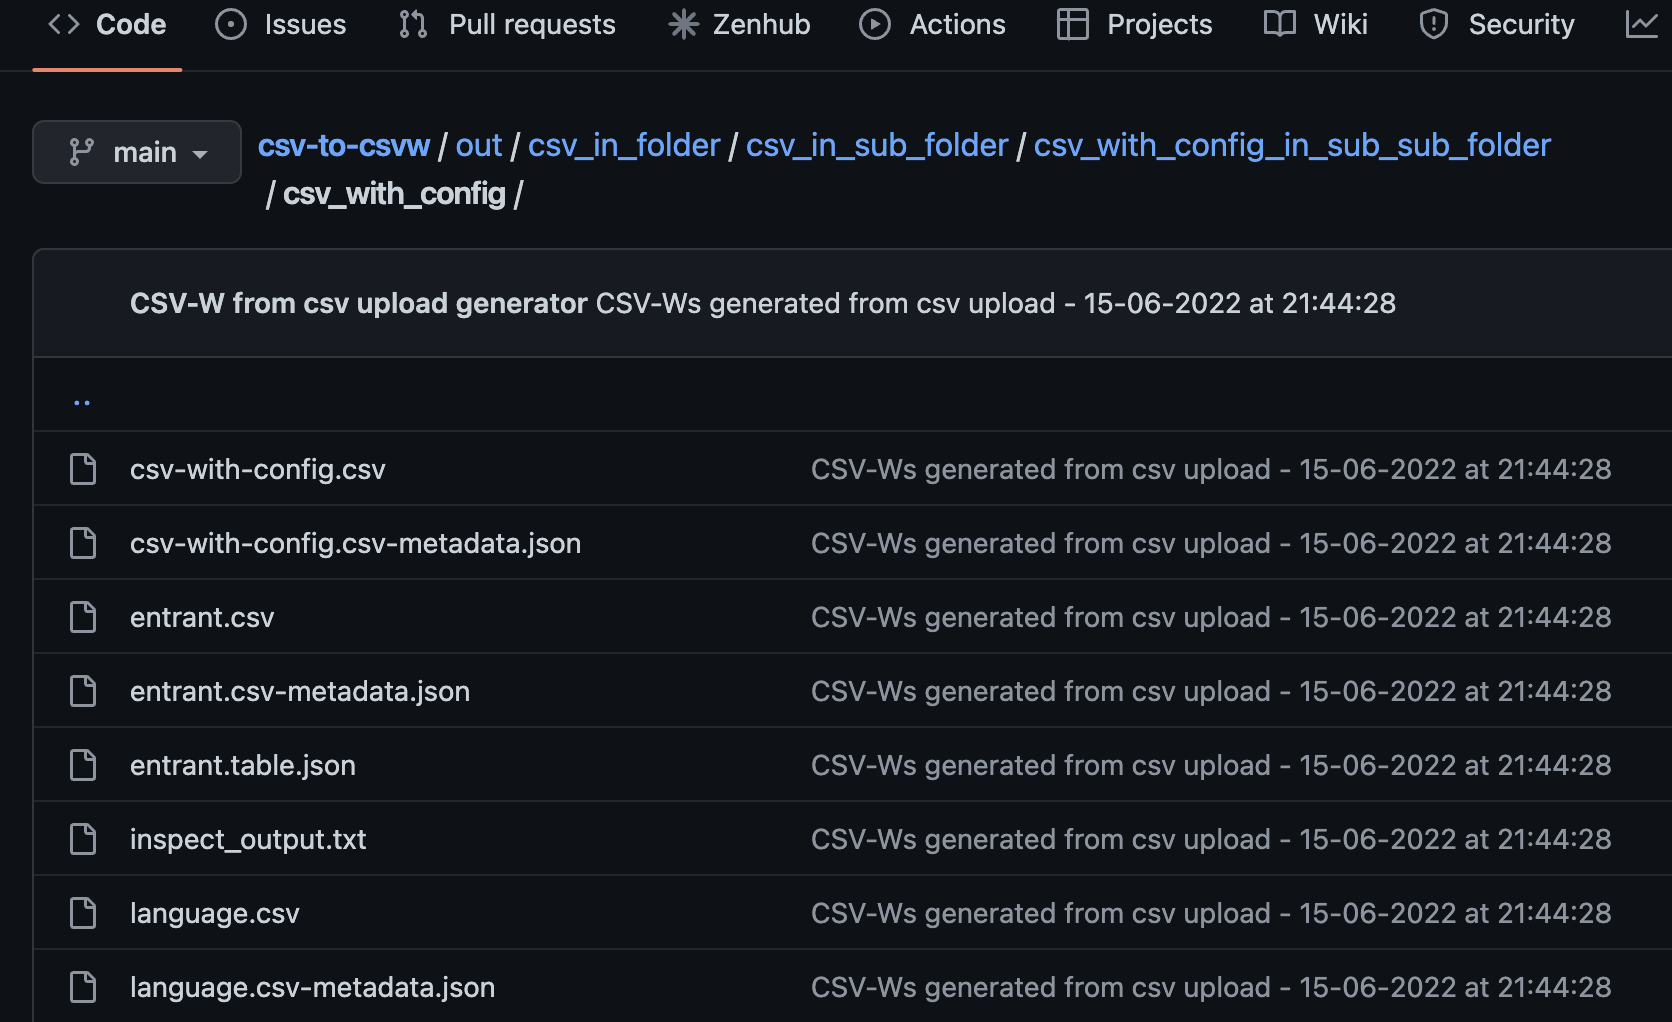 Code Issues Pull requests Zenhub Actions Projects Wiki Security
main csv-to-csvw / out / csv_in_folder / csv_in_sub_folder / csv_with_config_in_sub_sub_folder
/ csv_with_config /
CSV-W from csv upload generator CSV-Ws generated from csv upload - 15-06-2022 at 21:44:28
..
csv-with-config.csv CSV-Ws generated from csv upload - 15-06-2022 at 21:44:28
csv-with-config.csv-metadata.json CSV-Ws generated from csv upload - 15-06-2022 at 21:44:28
entrant.csv CSV-Ws generated from csv upload - 15-06-2022 at 21:44:28
entrant.csv-metadata.json CSV-Ws generated from csv upload - 15-06-2022 at 21:44:28
entrant.table.json CSV-Ws generated from csv upload - 15-06-2022 at 21:44:28
inspect_output.txt CSV-Ws generated from csv upload - 15-06-2022 at 21:44:28
language.csv CSV-Ws generated from csv upload - 15-06-2022 at 21:44:28
language.csv-metadata.json CSV-Ws generated from csv upload - 15-06-2022 at 21:44:28